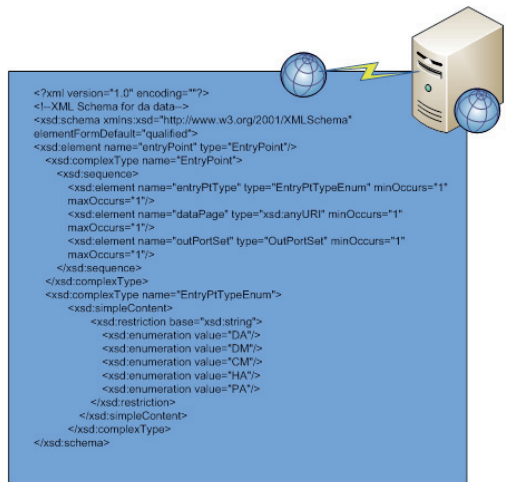 <?xml version="1.0" encoding=""?>
<!--XML Schema for da data-->
<xsd:schema xmlns:xsd="http://www.w3.org/2001/XMLSchema"
elementFormDefault="qualified">
<xsd:element name="entryPoint" type="EntryPoint"/>
<xsd:complexType name="EntryPoint">
<xsd:sequence>
<xsd:element name="entryPtType" type="EntryPtTypeEnum" minOccurs="1"
maxOccurs="1"/>
<xsd:element name="dataPage" type="xsd:anyURI" minOccurs="1"
maxOccurs="1"/>
<xsd:element name="outPortSet" type="OutPortSet" minOccurs="1"
maxOccurs="1"/>
</xsd:sequence>
</xsd:complexType>
<xsd:complexType name="EntryPtTypeEnum">
<xsd:simpleContent>
<xsd:restriction base="xsd:string">
<xsd:enumeration value="DA"/>
<xsd:enumeration value="DM"/>
<xsd:enumeration value="CM"/>
<xsd:enumeration value="HA"/>
<xsd:enumeration value="PA"/>
</xsd:restriction>
</xsd:simpleContent>
</xsd:complexType>
</xsd:schema>